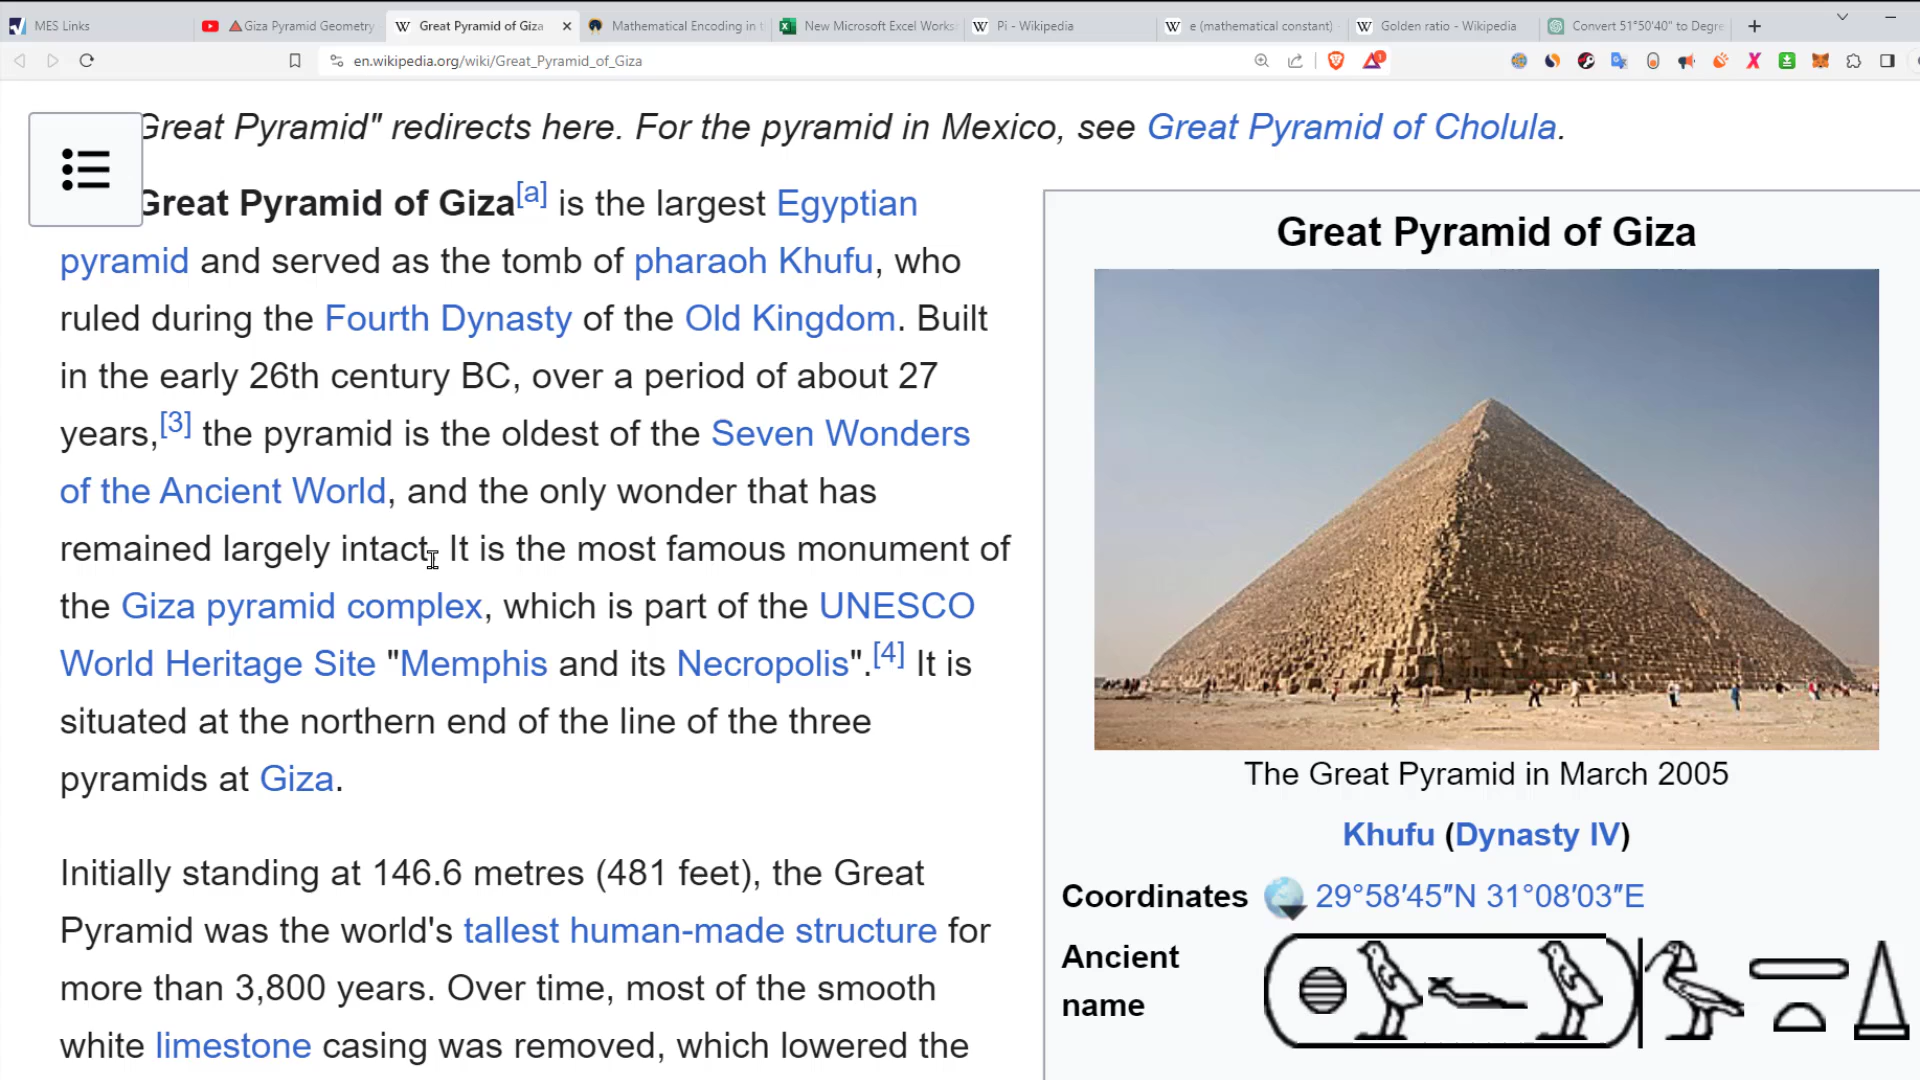 MES Links
Giza Pyramid Geometry
Great Pyramid of Giza
Mathematical Encoding in t
New Microsoft Excel Works
Pi - Wikipedia
e (mathematical constant)
Golden ratio - Wikipedia
Convert 51°50'40" to Degre
en.wikipedia.org/wiki/Great_Pyramid_of_Giza
1
Great Pyramid" redirects here. For the pyramid in Mexico, see Great Pyramid of Cholula.
Great Pyramid of Giza[a] is the largest Egyptian
pyramid and served as the tomb of pharaoh Khufu, who
ruled during the Fourth Dynasty of the Old Kingdom. Built
in the early 26th century BC, over a period of about 27
years,[3] the pyramid is the oldest of the Seven Wonders
of the Ancient World, and the only wonder that has
remained largely intact. It is the most famous monument of
the Giza pyramid complex, which is part of the UNESCO
World Heritage Site "Memphis and its Necropolis".[4] It is
situated at the northern end of the line of the three
pyramids at Giza.
Initially standing at 146.6 metres (481 feet), the Great
Pyramid was the world's tallest human-made structure for
more than 3,800 years. Over time, most of the smooth
white limestone casing was removed, which lowered the
Great Pyramid of Giza
The Great Pyramid in March 2005
Khufu (Dynasty IV)
Coordinates 29°58′45″N 31°08′03″E
Ancient
name